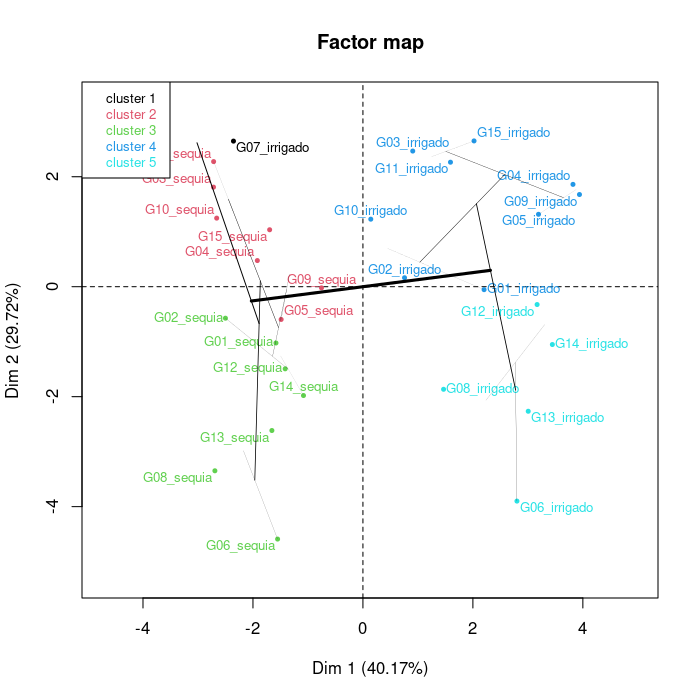 Factor map
cluster 1
cluster 2
cluster 3
cluster 4
cluster 5
G07_irrigado
G03_irrigado
G15_irrigado
G11_irrigado
G04_irrigado
G09_irrigado
G05_irrigado
G10_irrigado
G02_irrigado
G01_irrigado
G12_irrigado
G14_irrigado
G08_irrigado
G13_irrigado
G06_irrigado
_sequia
G03_sequia
G10_sequia
G15_sequia
G04_sequia
G09_sequia
G05_sequia
G02_sequia
G01_sequia
G12_sequia
G14_sequia
G13_sequia
G08_sequia
G06_sequia
2
0
-2
-4
Dim 2 (29.72%)
-4 -2 0 2 4
Dim 1 (40.17%)